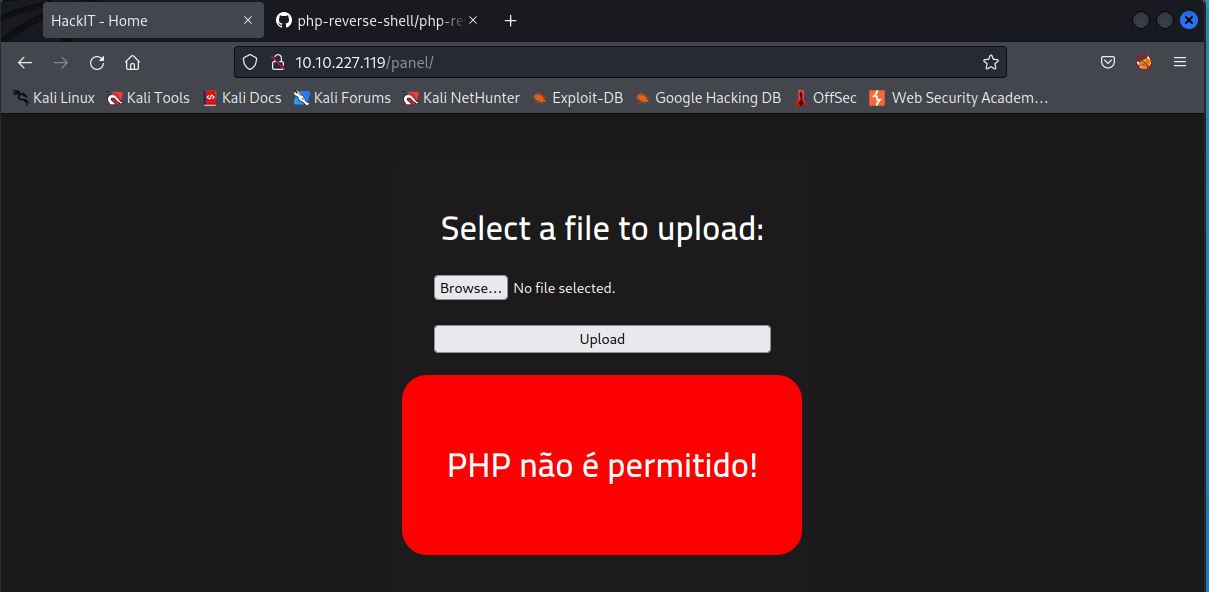 HackIT - Home
php-reverse-shell/php-re
10.10.227.119/panel/
Kali Linux Kali Tools Kali Docs Kali Forums Kali NetHunter Exploit-DB Google Hacking DB OffSec Web Security Academ…
Select a file to upload:
Browse… No file selected.
Upload
PHP não é permitido!